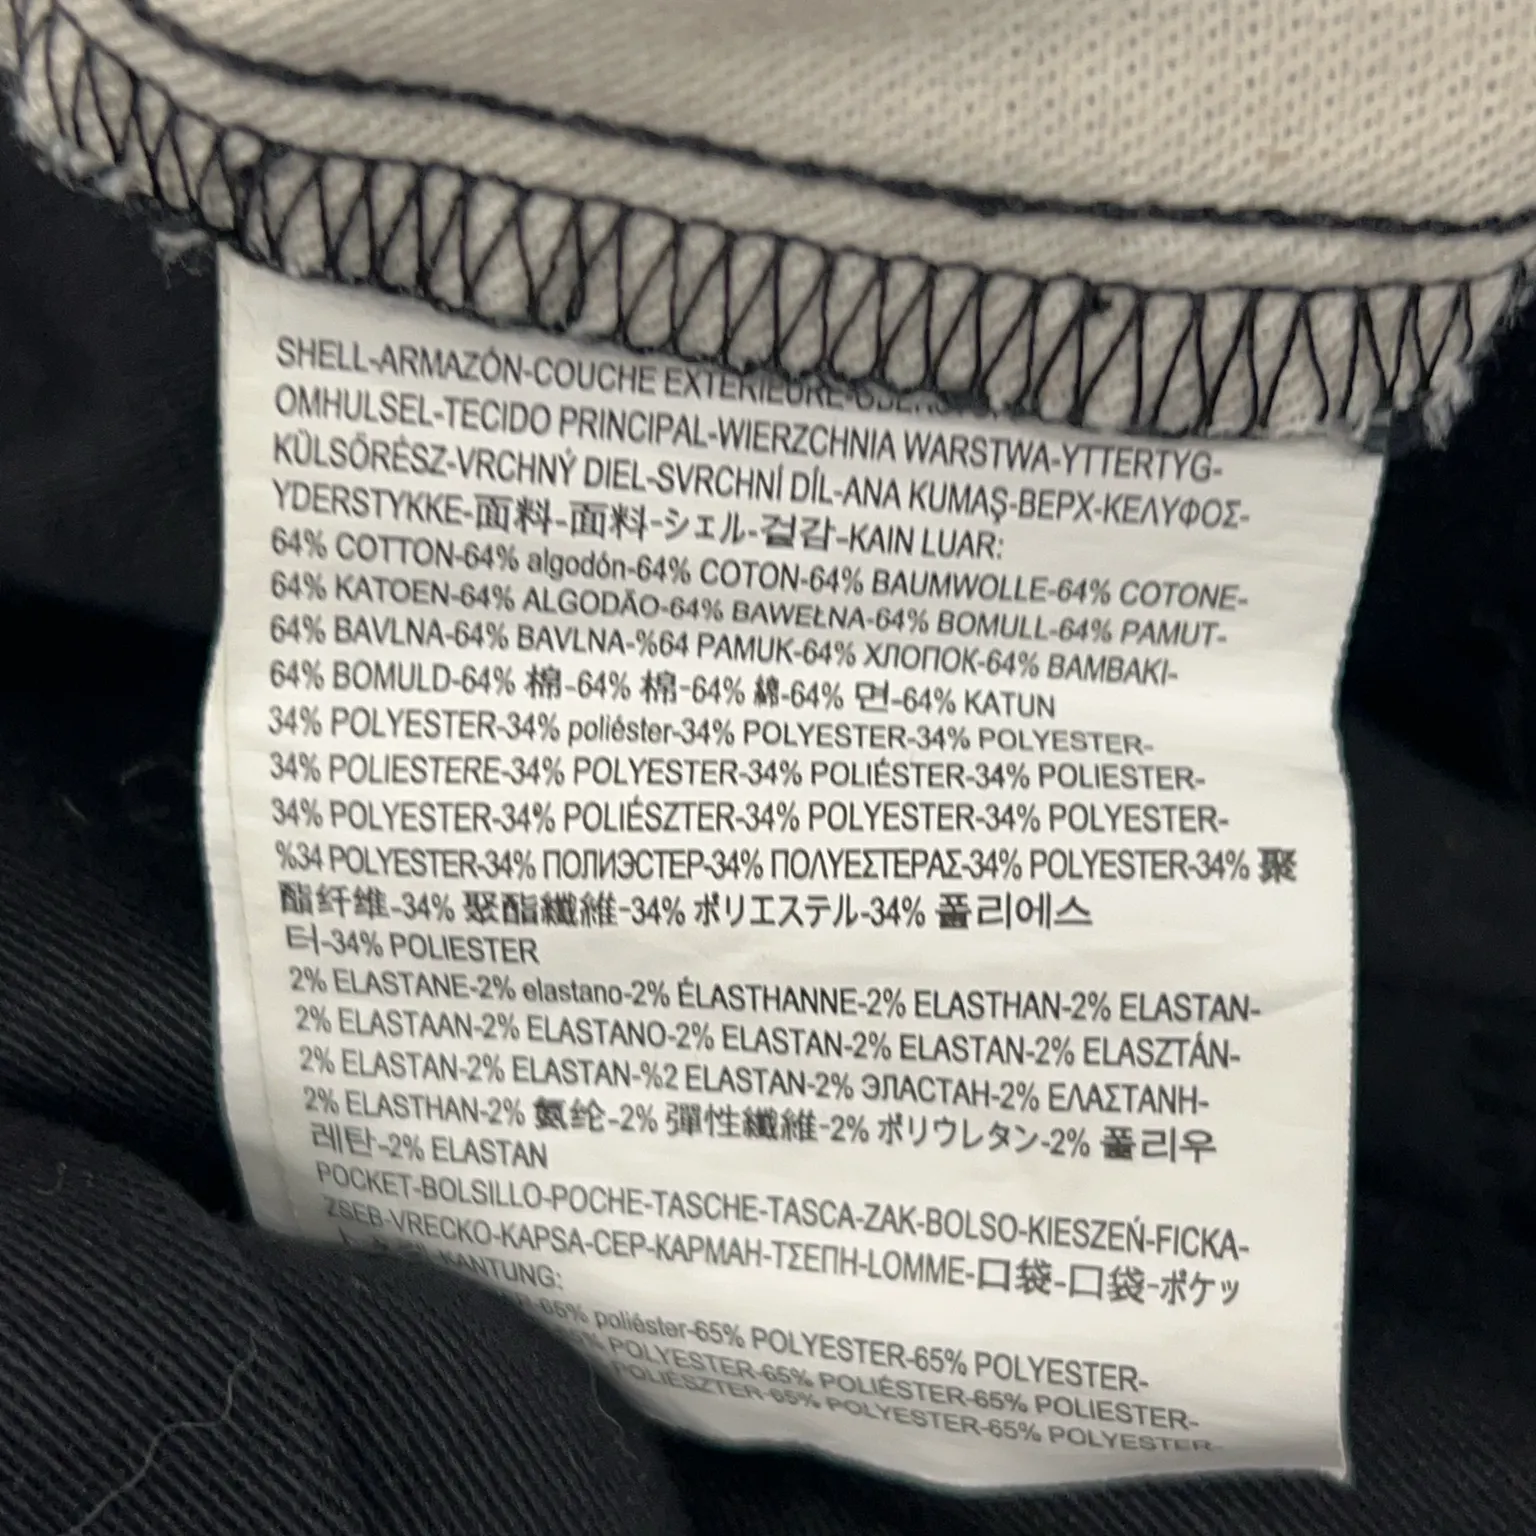 SHELL-ARMAZÓN-COUCHE EXTERIEURE-
OMHULSEL-TECIDO PRINCIPAL-WIERZCHNIA WARSTWA-YTTERTYG-
KÜLSŐRÉSZ-VRCHNÝ DIEL-SVRCHNÍ DÍL-ANA KUMAŞ-ВЕРХ-ΚΕΛΥΦΟΣ-
YDERSTYKKE-面料-面料-シェル-겉감-KAIN LUAR:
64% COTTON-64% algodón-64% COTON-64% BAUMWOLLE-64% COTONE-
64% KATOEN-64% ALGODÃO-64% BAWEŁNA-64% BOMULL-64% PAMUT-
64% BAVLNA-64% BAVLNA-%64 PAMUK-64% ХЛОПОК-64% BAMBAKI-
64% BOMULD-64% 棉-64% 棉-64% 綿-64% 면-64% KATUN
34% POLYESTER-34% poliéster-34% POLYESTER-34% POLYESTER-
34% POLIESTERE-34% POLYESTER-34% POLIÉSTER-34% POLIESTER-
34% POLYESTER-34% POLIÉSZTER-34% POLYESTER-34% POLYESTER-
%34 POLYESTER-34% ПОЛИЭСТЕР-34% ΠΟΛΥΕΣΤΕΡΑΣ-34% POLYESTER-34% 聚
酯纤维-34% 聚酯纖維-34% ポリエステル-34% 폴리에스
터-34% POLIESTER
2% ELASTANE-2% elastano-2% ÉLASTHANNE-2% ELASTHAN-2% ELASTAN-
2% ELASTAAN-2% ELASTANO-2% ELASTAN-2% ELASTAN-2% ELASZTÁN-
2% ELASTAN-2% ELASTAN-%2 ELASTAN-2% ЭЛАСТАН-2% ΕΛΑΣΤΑΝΗ-
2% ELASTHAN-2% 氨纶-2% 彈性纖維-2% ポリウレタン-2% 폴리우
레탄-2% ELASTAN
POCKET-BOLSILLO-POCHE-TASCHE-TASCA-ZAK-BOLSO-KIESZEŃ-FICKA-
ZSEB-VRECKO-KAPSA-CEP-КАРМАН-ΤΣΕΠΗ-LOMME-口袋-口袋-ポケッ
KANTUNG:
65% poliéster-65% POLYESTER-65% POLYESTER-
POLYESTER-65% POLIÉSTER-65% POLIESTER-
POLIÉSZTER-65% POLYESTER-65% POLYESTER-